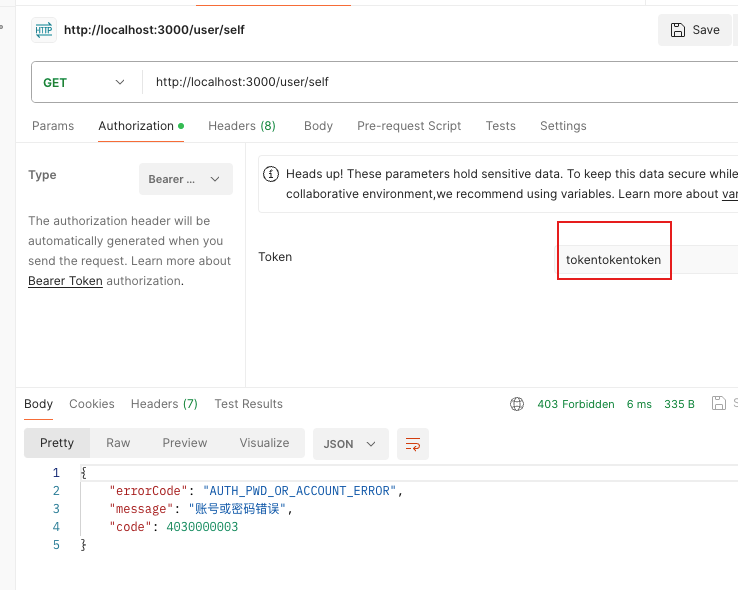 HTTP http://localhost:3000/user/self Save
GET http://localhost:3000/user/self
Params Authorization Headers (8) Body Pre-request Script Tests Settings
Type Bearer ...
Heads up! These parameters hold sensitive data. To keep this data secure while
collaborative environment,we recommend using variables. Learn more about
The authorization header will be
automatically generated when you
send the request. Learn more about
Bearer Token authorization.
Token tokentokentoken
Body Cookies Headers (7) Test Results 403 Forbidden 6 ms 335 B
Pretty Raw Preview Visualize JSON
1 {
2 "errorCode": "AUTH_PWD_OR_ACCOUNT_ERROR",
3 "message": "账号或密码错误",
4 "code": 4030000003
5 }